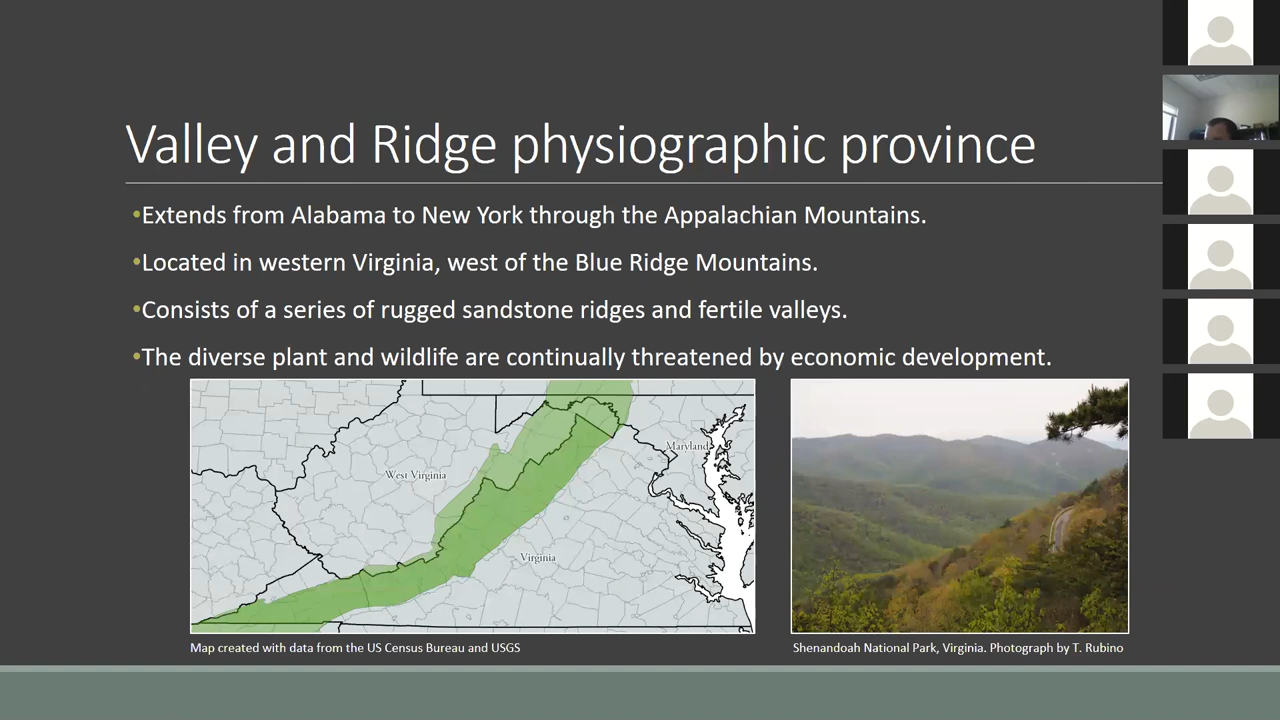 Valley and Ridge physiographic province
•Extends from Alabama to New York through the Appalachian Mountains.
•Located in western Virginia, west of the Blue Ridge Mountains.
•Consists of a series of rugged sandstone ridges and fertile valleys.
•The diverse plant and wildlife are continually threatened by economic development.
Maryland
West Virginia
Virginia
Map created with data from the US Census Bureau and USGS
Shenandoah National Park, Virginia. Photograph by T. Rubino